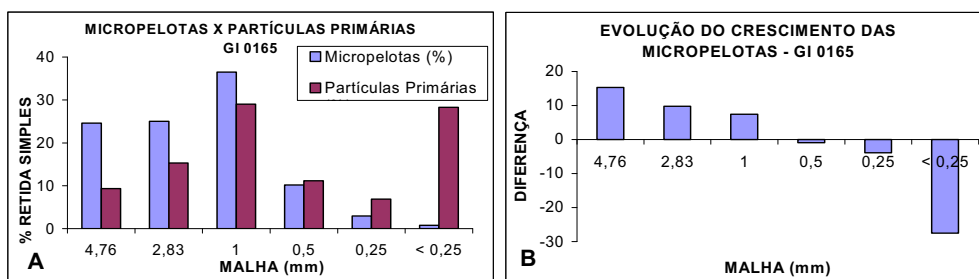 MICROPELOTAS X PARTÍCULAS PRIMÁRIAS
GI 0165
Micropelotas (%)
Partículas Primárias
% RETIDA SIMPLES
40
30
20
10
0
4,76 2,83 1 0,5 0,25 < 0,25
A
MALHA (mm)
EVOLUÇÃO DO CRESCIMENTO DAS
MICROPELOTAS - GI 0165
DIFERENÇA
20
10
0
-10
-20
-30
4,76 2,83 1 0,5 0,25 < 0,25
B
MALHA (mm)